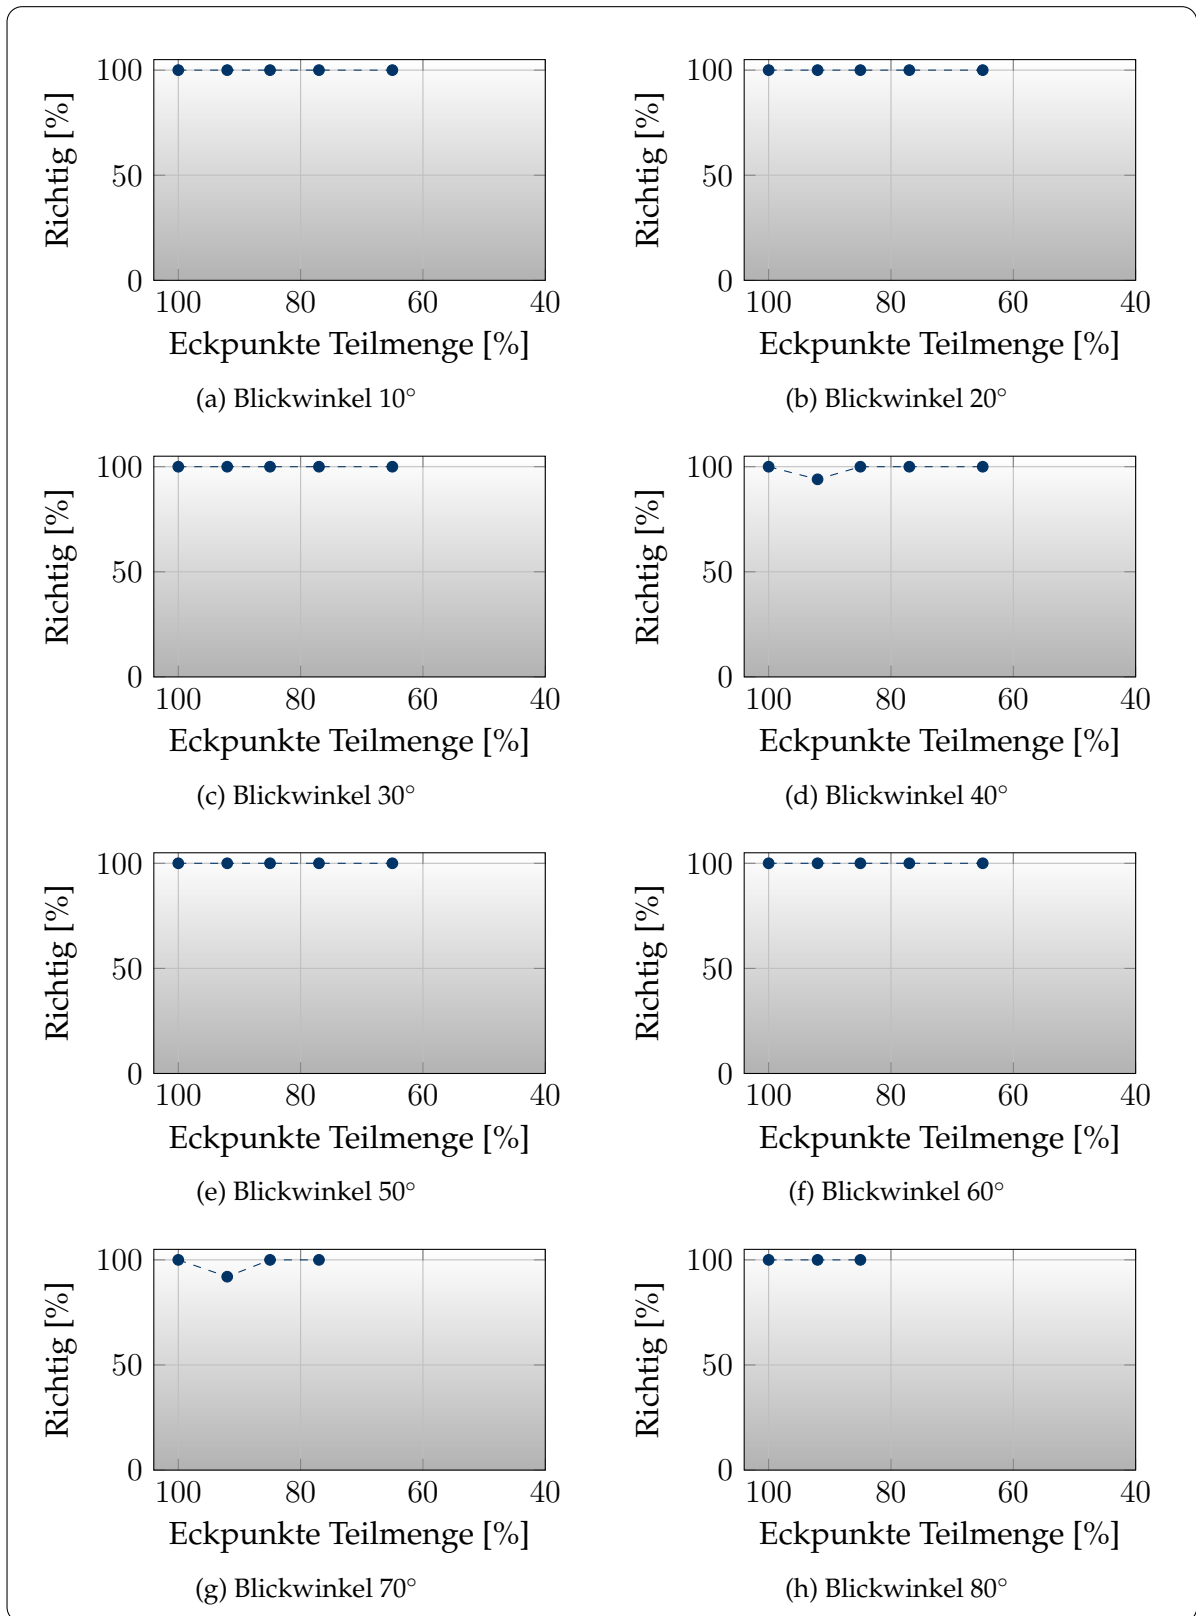 100
50
0
Richtig [%]
100 80 60 40
Eckpunkte Teilmenge [%]
(a) Blickwinkel 10°
100
50
0
Richtig [%]
100 80 60 40
Eckpunkte Teilmenge [%]
(b) Blickwinkel 20°
100
50
0
Richtig [%]
100 80 60 40
Eckpunkte Teilmenge [%]
(c) Blickwinkel 30°
100
50
0
Richtig [%]
100 80 60 40
Eckpunkte Teilmenge [%]
(d) Blickwinkel 40°
100
50
0
Richtig [%]
100 80 60 40
Eckpunkte Teilmenge [%]
(e) Blickwinkel 50°
100
50
0
Richtig [%]
100 80 60 40
Eckpunkte Teilmenge [%]
(f) Blickwinkel 60°
100
50
0
Richtig [%]
100 80 60 40
Eckpunkte Teilmenge [%]
(g) Blickwinkel 70°
100
50
0
Richtig [%]
100 80 60 40
Eckpunkte Teilmenge [%]
(h) Blickwinkel 80°